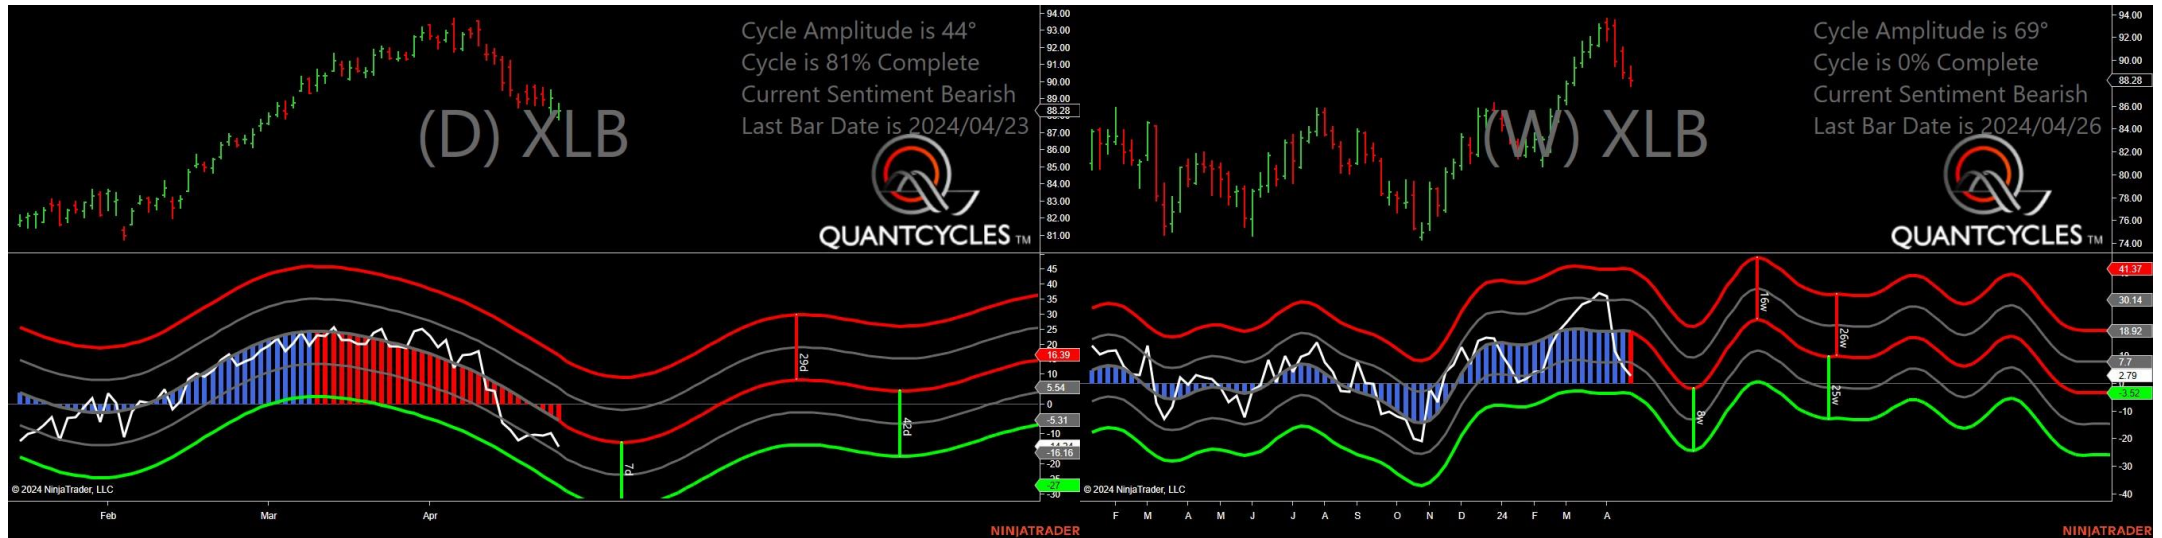 Cycle Amplitude is 44°
Cycle is 81% Complete
Current Sentiment Bearish
Last Bar Date is 2024/04/23
(D) XLB
QUANTCYCLES TM
94.00
93.00
92.00
91.00
90.00
89.00
88.28
87.00
86.00
85.00
84.00
83.00
82.00
81.00
45
40
35
30
25
20
16.39
10
5.54
0
-5.31
-10
-16.16
-20
-27
-30
29d
42d
7d
© 2024 NinjaTrader, LLC
Feb
Mar
Apr
NINJATRADER
Cycle Amplitude is 69°
Cycle is 0% Complete
Current Sentiment Bearish
Last Bar Date is 2024/04/26
(W) XLB
QUANTCYCLES TM
94.00
92.00
90.00
88.28
86.00
84.00
82.00
80.00
78.00
76.00
74.00
41.37
30.14
18.92
7.7
2.79
-3.52
-10
-20
-30
-40
16w
26w
25w
8w
© 2024 NinjaTrader, LLC
F
M
A
M
J
J
A
S
O
N
D
24
F
M
A
NINJATRADER